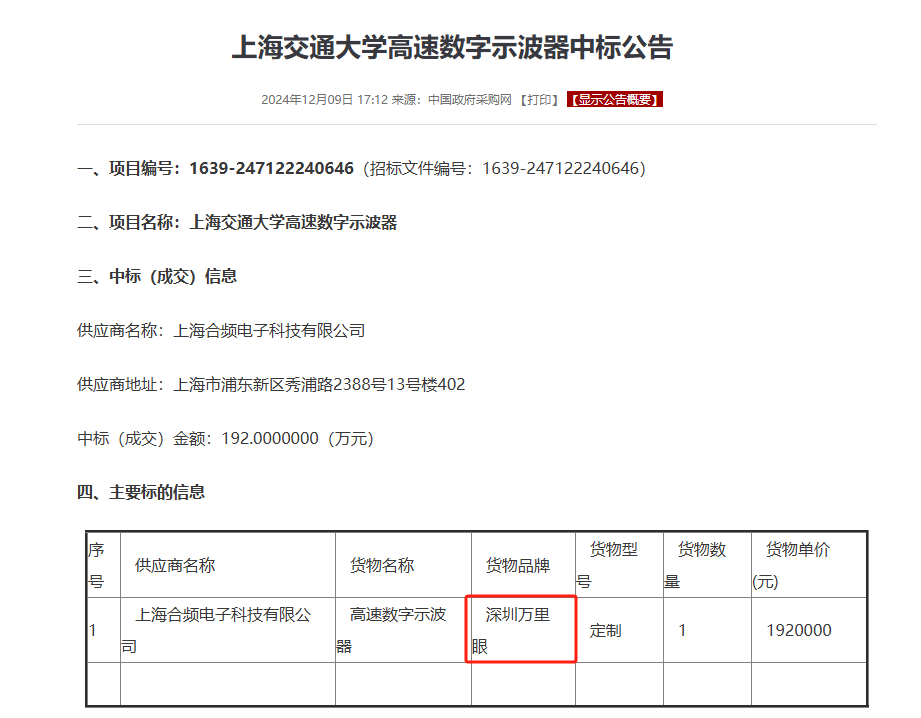 上海交通大学高速数字示波器中标公告
2024年12月09日 17:12 来源：中国政府采购网 【打印】 【显示公告概要】
一、项目编号：1639-247122240646（招标文件编号：1639-247122240646）
二、项目名称：上海交通大学高速数字示波器
三、中标（成交）信息
供应商名称：上海合频电子科技有限公司
供应商地址：上海市浦东新区秀浦路2388号13号楼402
中标（成交）金额：192.0000000（万元）
四、主要标的信息
序号 供应商名称 货物名称 货物品牌 货物型号 货物数量 货物单价(元)
1 上海合频电子科技有限公司 高速数字示波器 深圳万里眼 定制 1 1920000